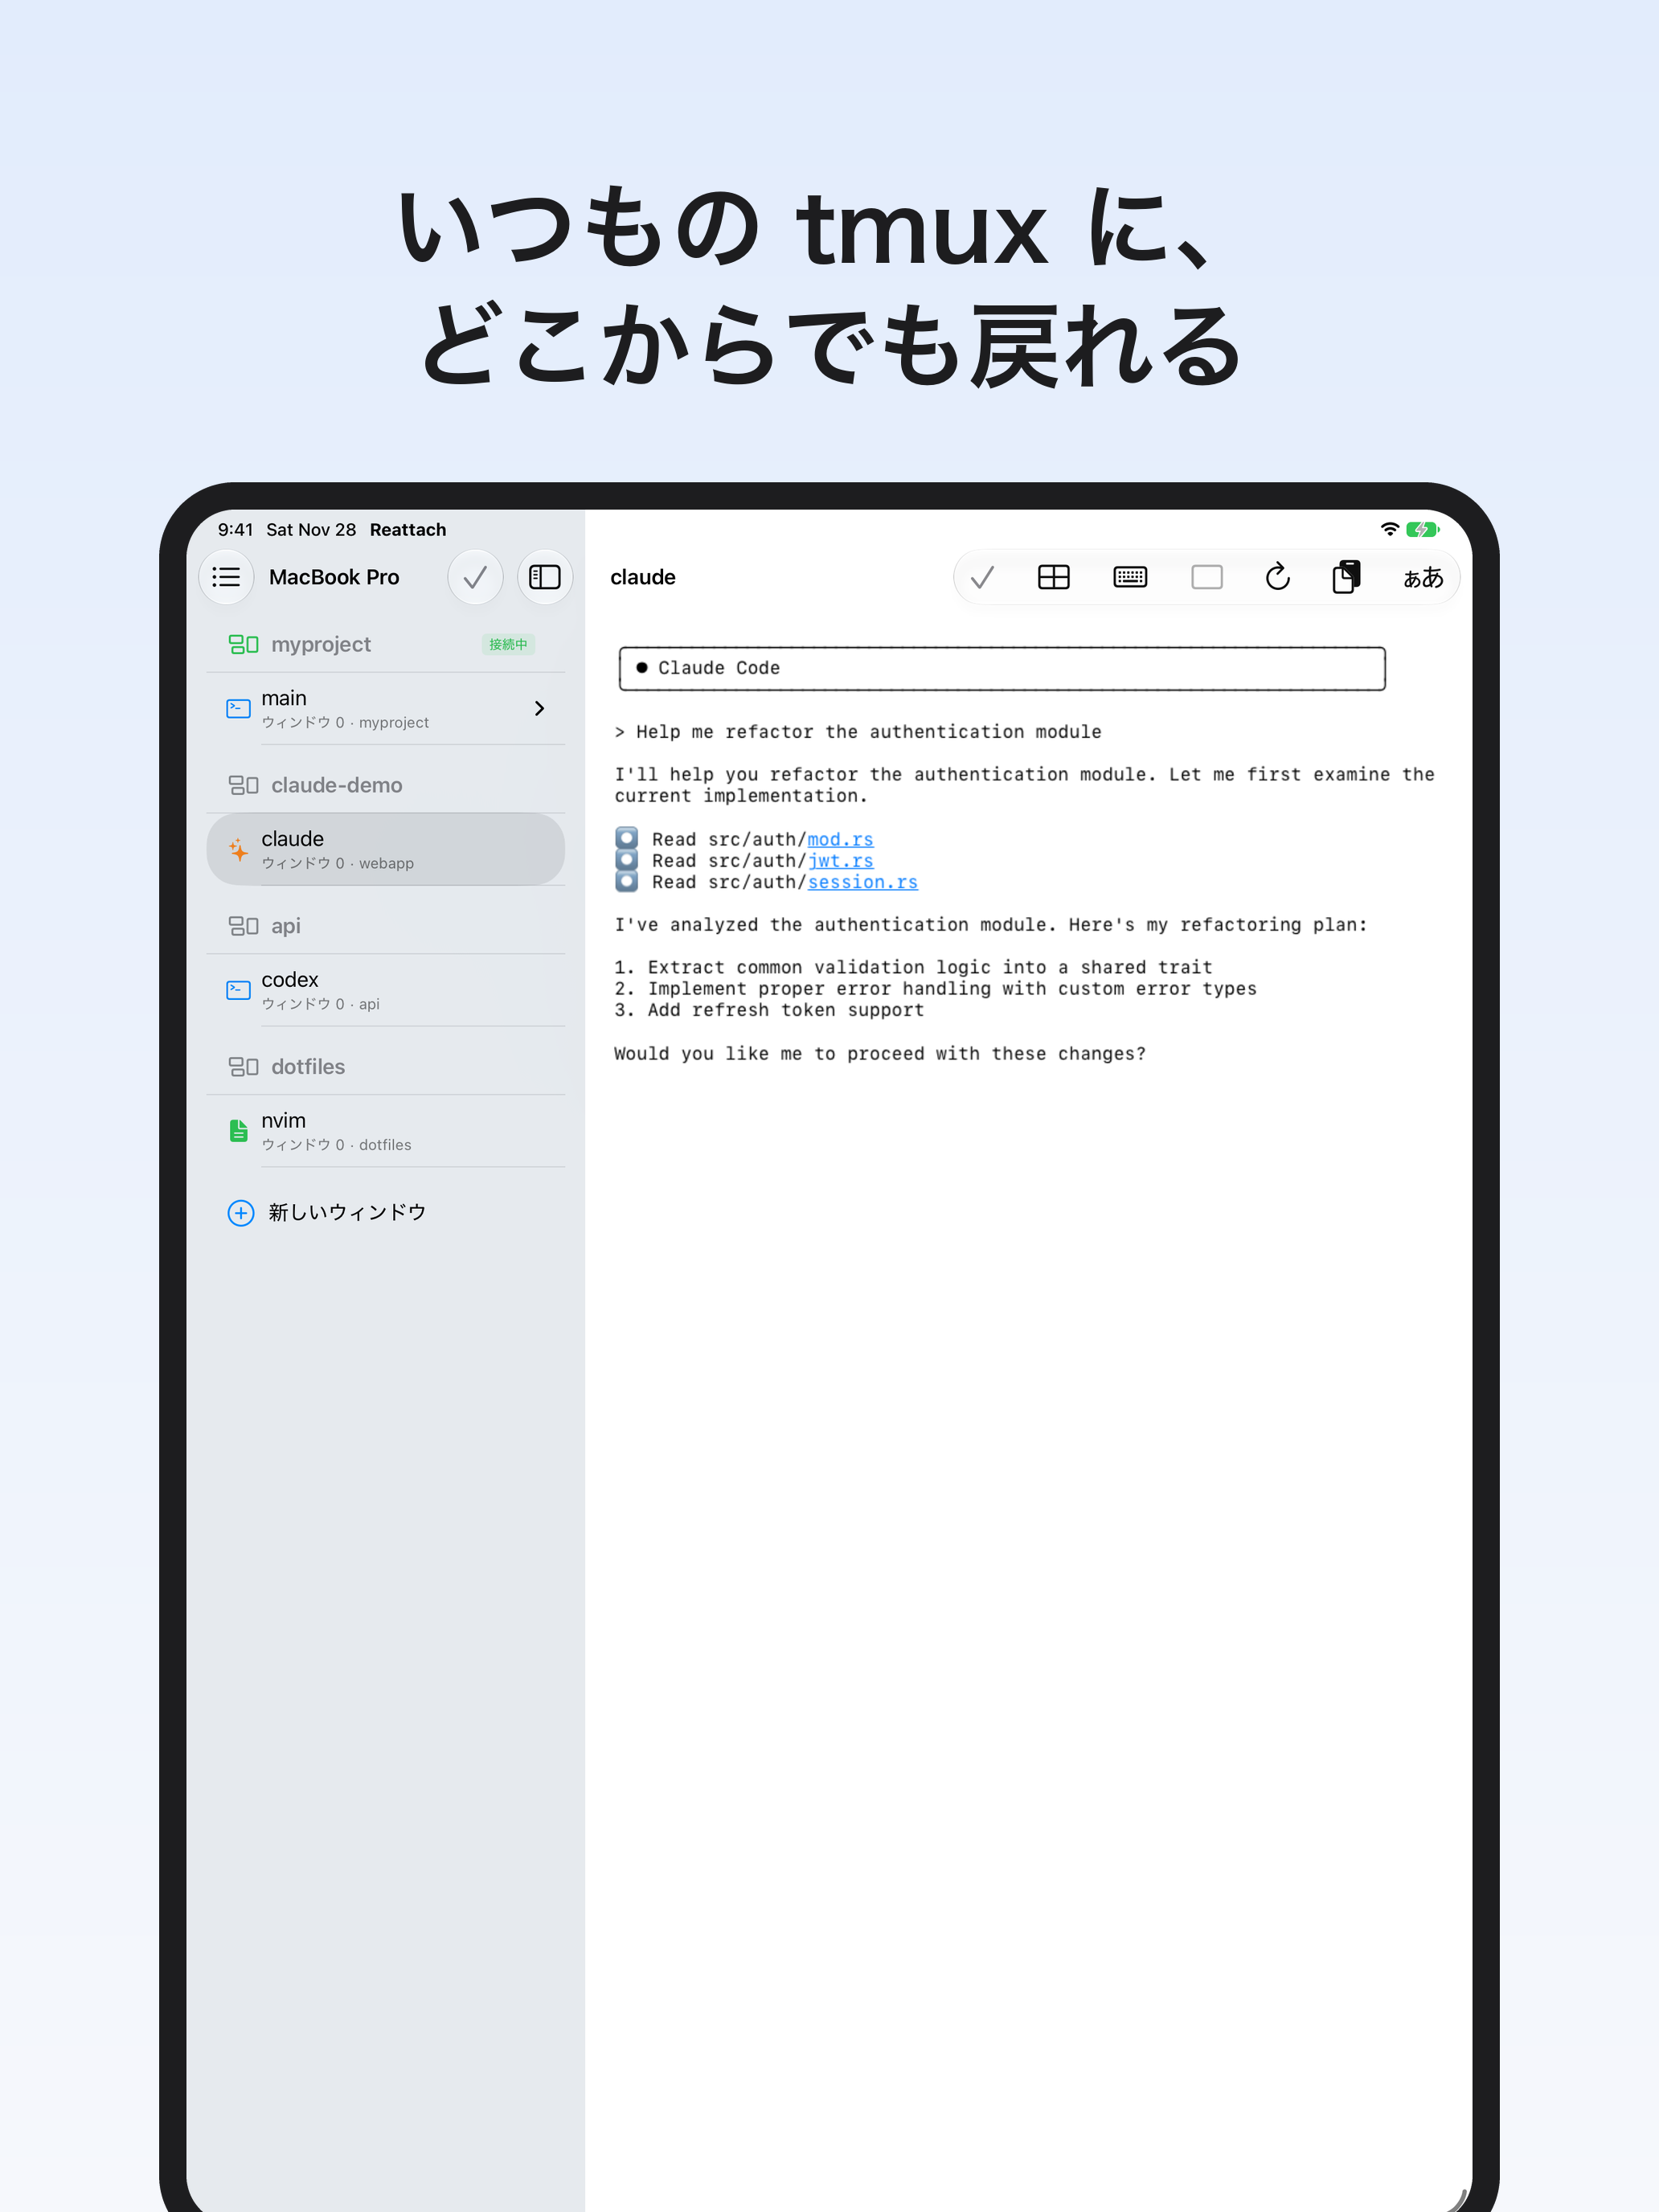 いつもの tmux に、
どこからでも戻れる
9:41 Sat Nov 28 Reattach
MacBook Pro
myproject 接続中
main
ウィンドウ 0 · myproject
claude-demo
claude
ウィンドウ 0 · webapp
api
codex
ウィンドウ 0 · api
dotfiles
nvim
ウィンドウ 0 · dotfiles
新しいウィンドウ
claude
ああ
● Claude Code
> Help me refactor the authentication module
I'll help you refactor the authentication module. Let me first examine the
current implementation.
Read src/auth/mod.rs
Read src/auth/jwt.rs
Read src/auth/session.rs
I've analyzed the authentication module. Here's my refactoring plan:
1. Extract common validation logic into a shared trait
2. Implement proper error handling with custom error types
3. Add refresh token support
Would you like me to proceed with these changes?